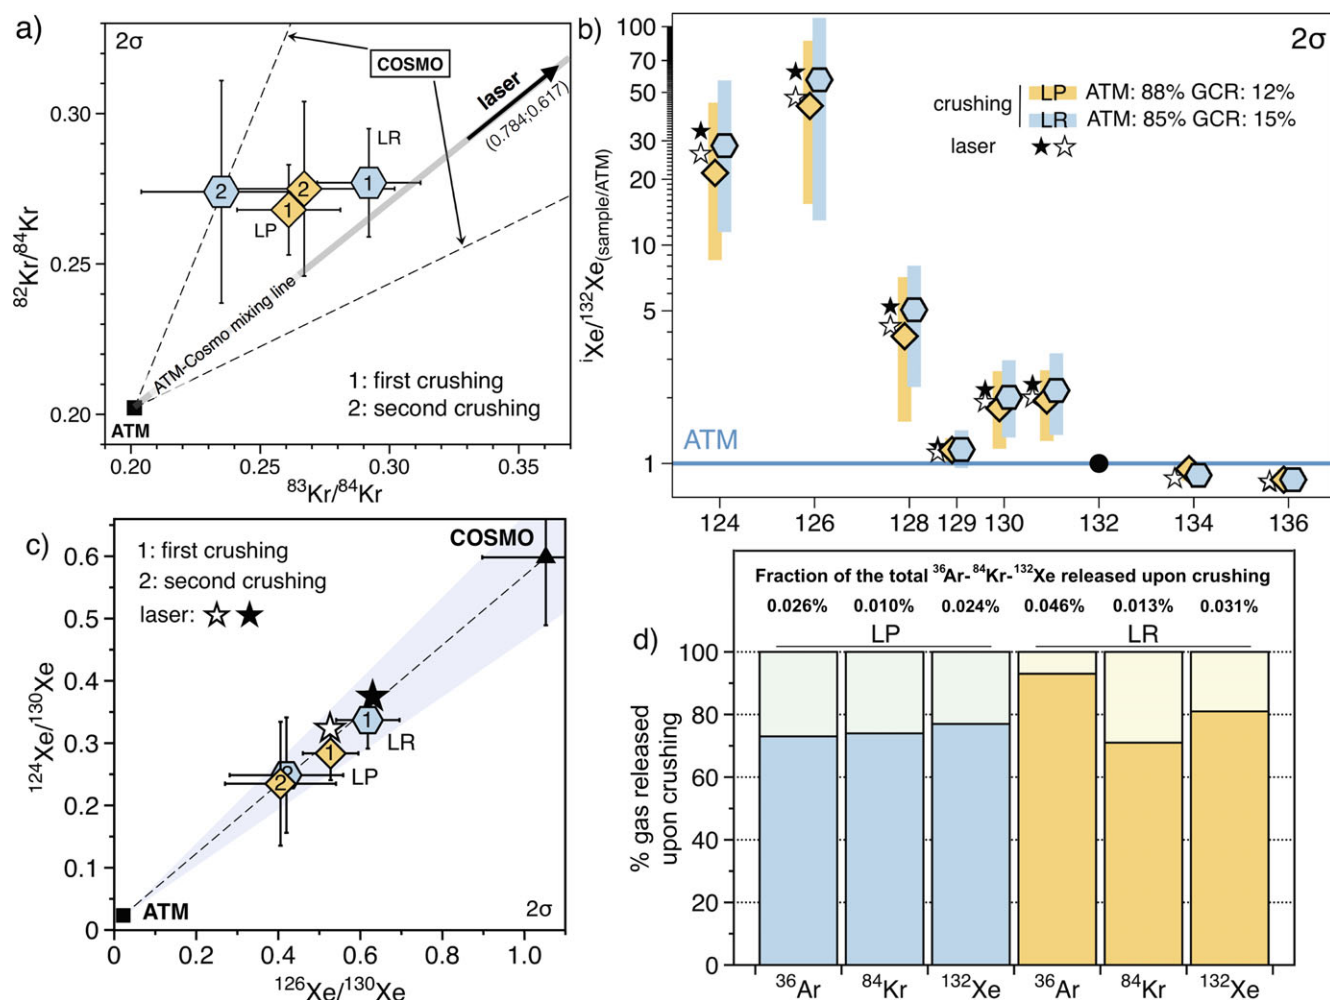 a)
2σ
COSMO
laser
(0.784;0.617)
LR
1
2
2
1
LP
ATM-Cosmo mixing line
1: first crushing
2: second crushing
ATM
0.30
0.25
0.20
⁸²Kr/⁸⁴Kr
0.20 0.25 0.30 0.35
⁸³Kr/⁸⁴Kr
b)
2σ
100
70
50
30
20
10
5
1
ⁱXe/¹³²Xe(sample/ATM)
crushing
LP ATM: 88% GCR: 12%
LR ATM: 85% GCR: 15%
laser
ATM
124 126 128 129 130 132 134 136
c)
1: first crushing
2: second crushing
laser:
COSMO
1
LR
1
LP
2
2
ATM
2σ
0.6
0.5
0.4
0.3
0.2
0.1
0
¹²⁴Xe/¹³⁰Xe
0 0.2 0.4 0.6 0.8 1.0
¹²⁶Xe/¹³⁰Xe
d)
Fraction of the total ³⁶Ar-⁸⁴Kr-¹³²Xe released upon crushing
0.026% 0.010% 0.024% 0.046% 0.013% 0.031%
LP LR
100
80
60
40
20
0
% gas released
upon crushing
³⁶Ar ⁸⁴Kr ¹³²Xe ³⁶Ar ⁸⁴Kr ¹³²Xe